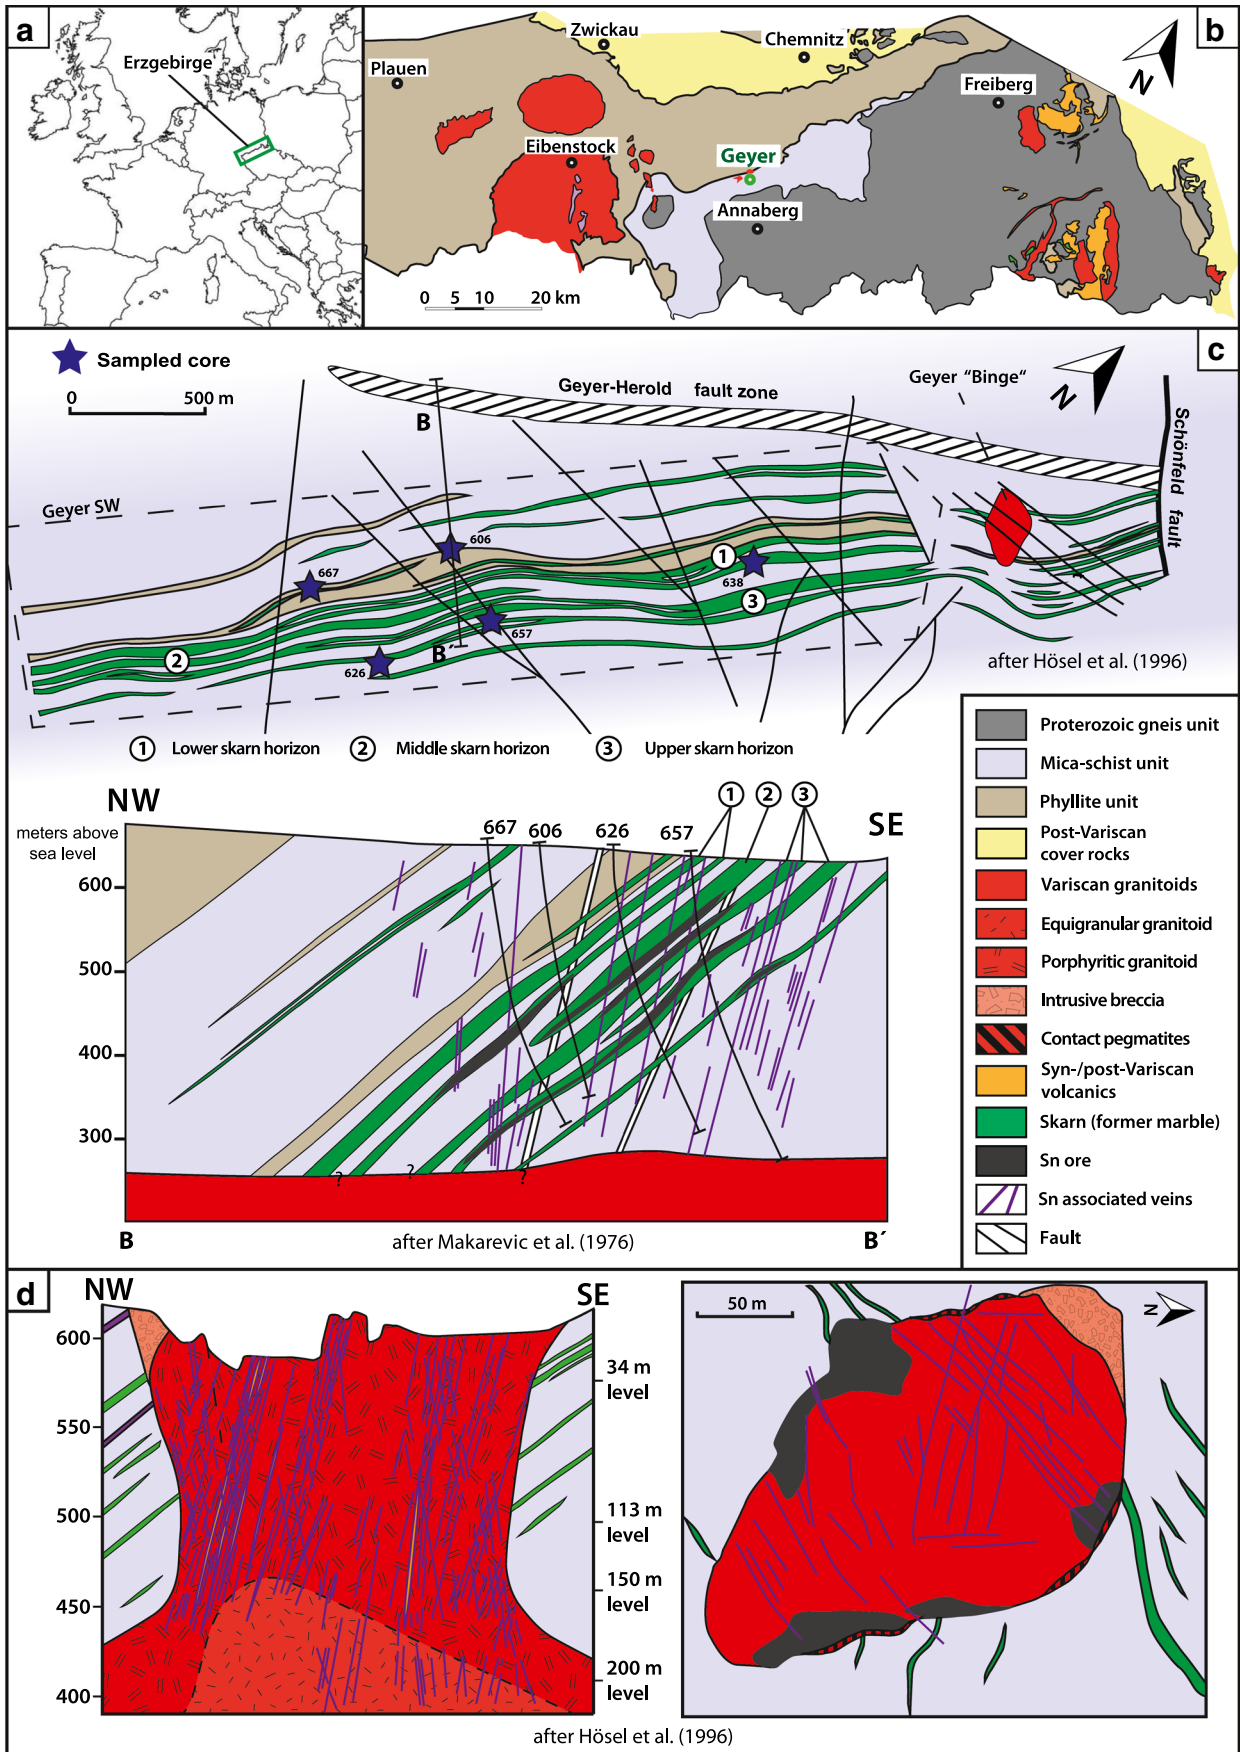 a
Erzgebirge
b
Zwickau
Chemnitz
Plauen
Freiberg
Eibenstock
Geyer
Annaberg
N
0 5 10 20 km
c
Sampled core
0 500 m
Geyer-Herold fault zone
Geyer "Binge"
N
Schönfeld fault
B
Geyer SW
606
667
1
638
3
657
2
B´
626
after Hösel et al. (1996)
1 Lower skarn horizon 2 Middle skarn horizon 3 Upper skarn horizon
NW
SE
meters above
sea level
667 606 626 657
1 2 3
600
500
400
300
? ? ?
B
after Makarevic et al. (1976)
B´
Proterozoic gneis unit
Mica-schist unit
Phyllite unit
Post-Variscan
cover rocks
Variscan granitoids
Equigranular granitoid
Porphyritic granitoid
Intrusive breccia
Contact pegmatites
Syn-/post-Variscan
volcanics
Skarn (former marble)
Sn ore
Sn associated veins
Fault
d
NW
SE
600
550
500
450
400
34 m
level
113 m
level
150 m
level
200 m
level
50 m
N
after Hösel et al. (1996)